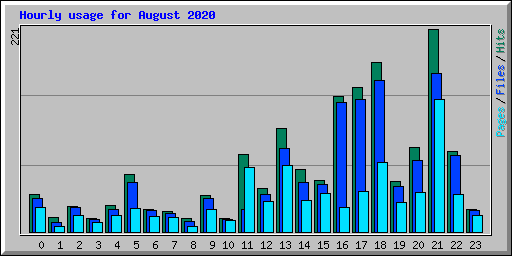 Hourly usage for August 2020
221
Pages / Files / Hits
0 1 2 3 4 5 6 7 8 9 10 11 12 13 14 15 16 17 18 19 20 21 22 23